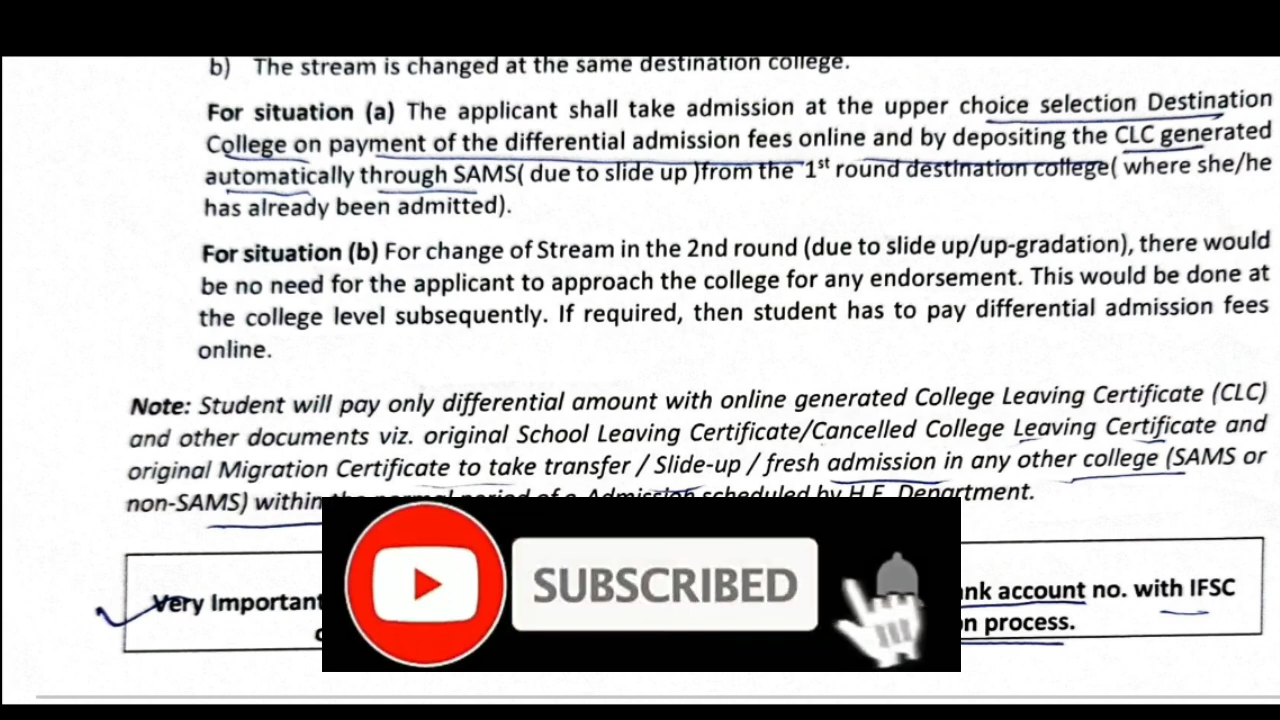 b) The stream is changed at the same destination college.
For situation (a) The applicant shall take admission at the upper choice selection Destination
College on payment of the differential admission fees online and by depositing the CLC generated
automatically through SAMS( due to slide up )from the 1st round destination college( where she/he
has already been admitted).
For situation (b) For change of Stream in the 2nd round (due to slide up/up-gradation), there would
be no need for the applicant to approach the college for any endorsement. This would be done at
the college level subsequently. If required, then student has to pay differential admission fees
online.
Note: Student will pay only differential amount with online generated College Leaving Certificate (CLC)
and other documents viz. original School Leaving Certificate/Cancelled College Leaving Certificate and
original Migration Certificate to take transfer / Slide-up / fresh admission in any other college (SAMS or
non-SAMS) within the normal period of e-Admission scheduled by H.E. Department.
Very Important
account no. with IFSC
process.
SUBSCRIBED